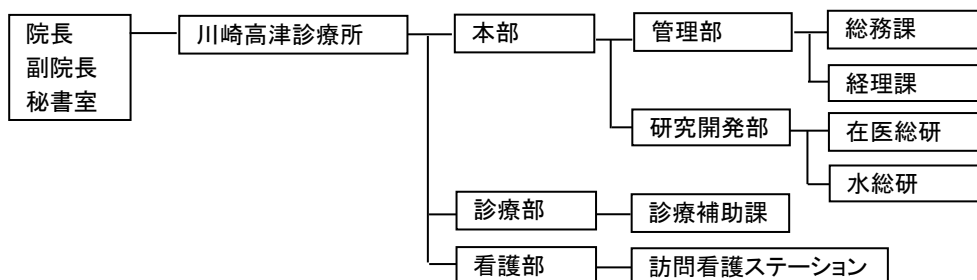 院長
副院長
秘書室
川崎高津診療所
本部
管理部
総務課
経理課
研究開発部
在医総研
水総研
診療部
診療補助課
看護部
訪問看護ステーション